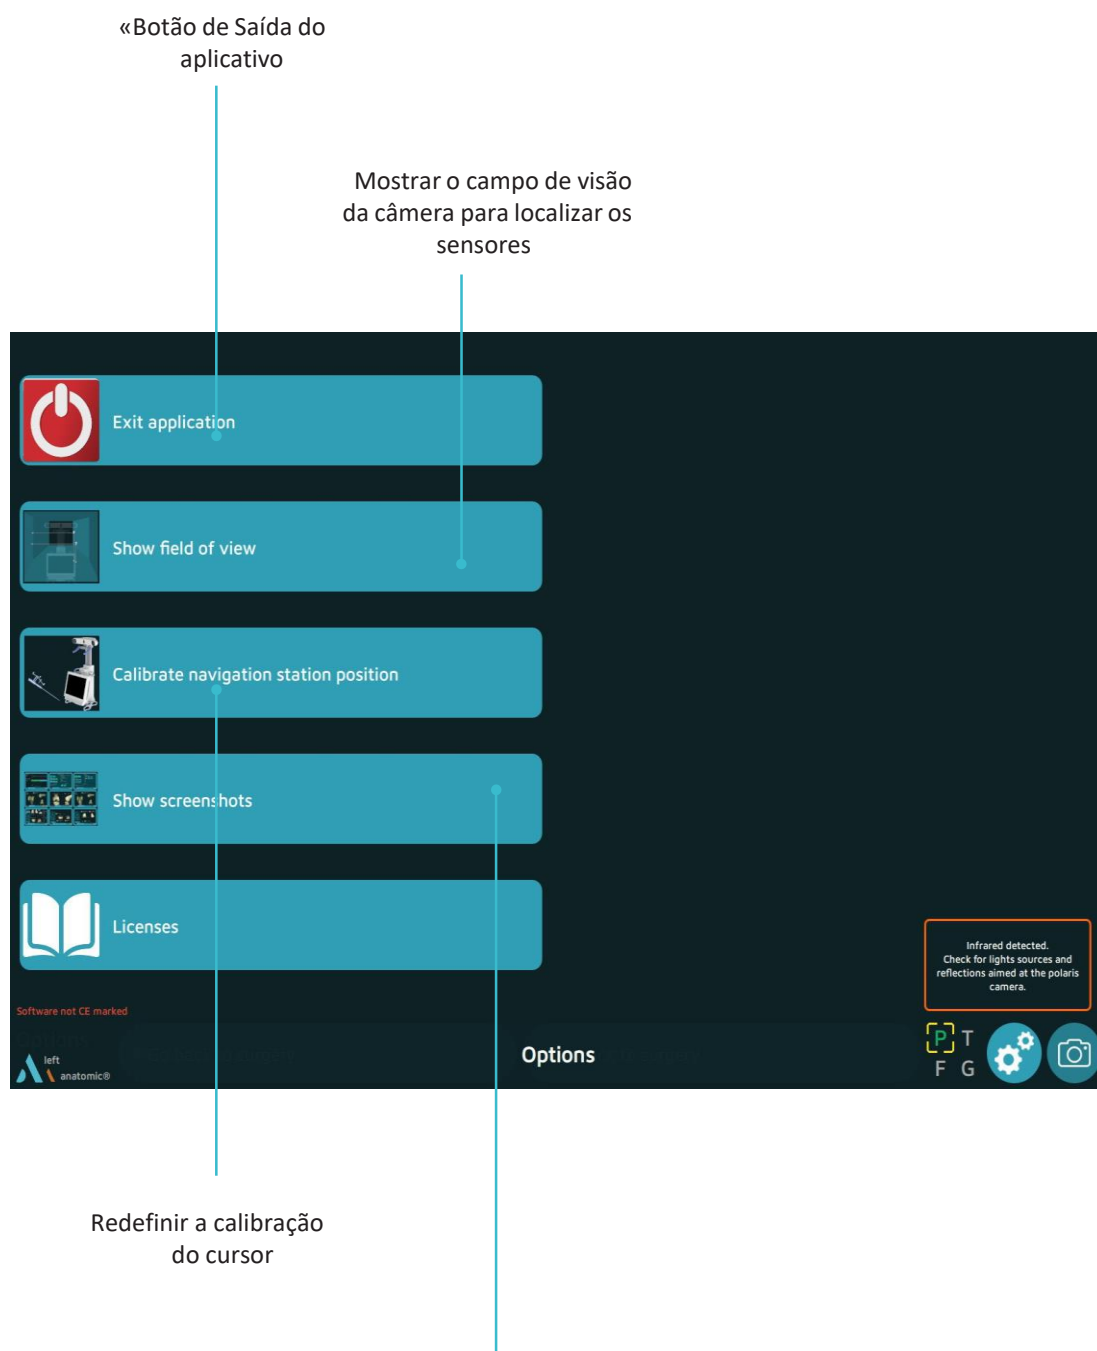 «Botão de Saída do
aplicativo
Mostrar o campo de visão
da câmera para localizar os
sensores
Exit application
Show field of view
Calibrate navigation station position
Show screenshots
Licenses
Infrared detected.
Check for lights sources and
reflections aimed at the polaris
camera.
Software not CE marked
Options
left
anatomic®
Options
P T
F G
Redefinir a calibração
do cursor